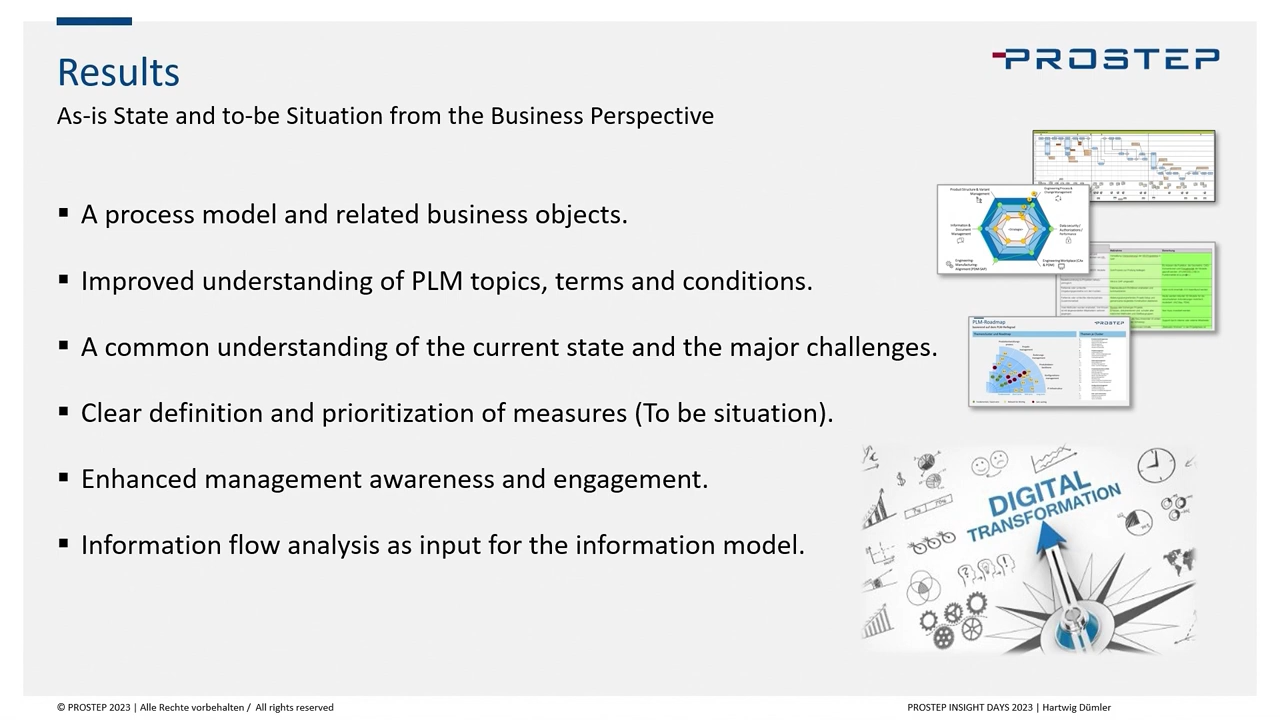 Results
PROSTEP
As-is State and to-be Situation from the Business Perspective
▪ A process model and related business objects.
▪ Improved understanding of PLM topics, terms and conditions.
▪ A common understanding of the current state and the major challenges.
▪ Clear definition and prioritization of measures (To be situation).
▪ Enhanced management awareness and engagement.
▪ Information flow analysis as input for the information model.
PLM-Roadmap
PROSTEP
DIGITAL
TRANSFORMATION
© PROSTEP 2023 | Alle Rechte vorbehalten / All rights reserved
PROSTEP INSIGHT DAYS 2023 | Hartwig Dümler